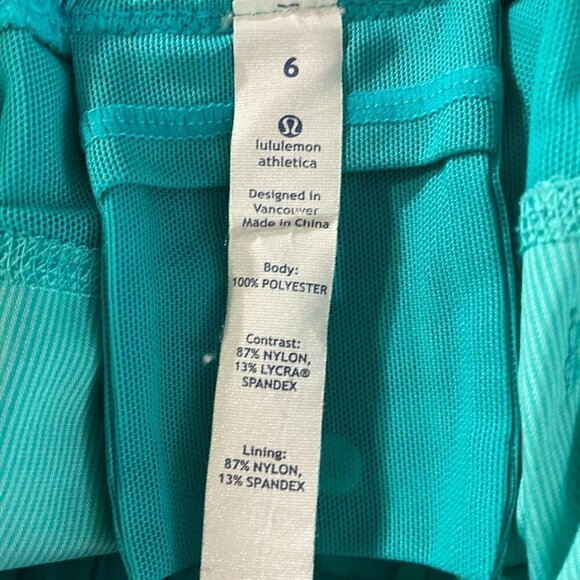 6
lululemon
athletica
Designed in
Vancouver
Made in China
Body:
100% POLYESTER
Contrast:
87% NYLON,
13% LYCRA®
SPANDEX
Lining:
87% NYLON,
13% SPANDEX